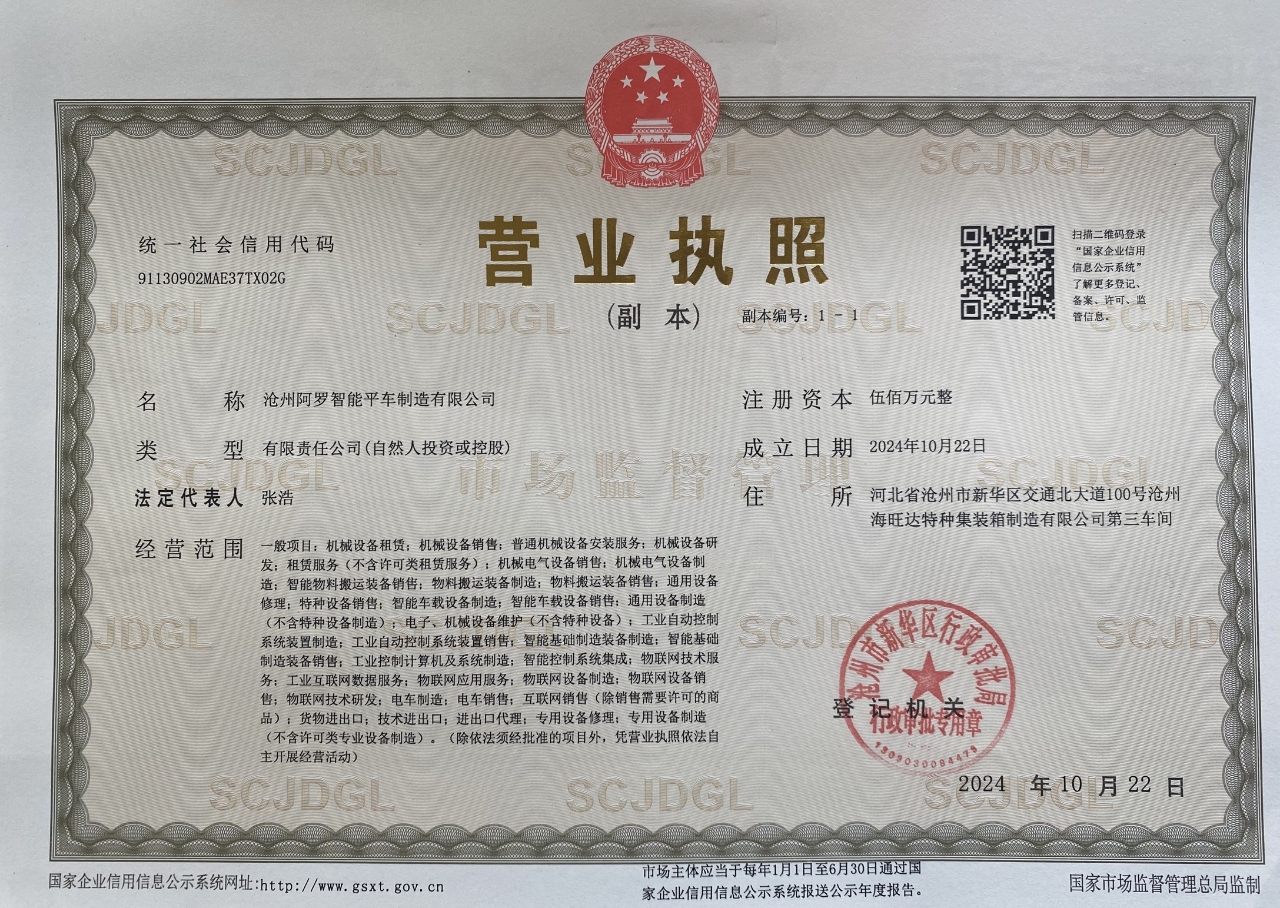 统一社会信用代码
91130902MAE37TX02G
营业执照
(副 本)
副本编号: 1 - 1
扫描二维码登录
“国家企业信用
信息公示系统”
了解更多登记、
备案、许可、监
管信息。
名称 沧州阿罗智能平车制造有限公司
类型 有限责任公司(自然人投资或控股)
法定代表人 张浩
经营范围 一般项目：机械设备租赁；机械设备销售；普通机械设备安装服务；机械设备研
发；租赁服务（不含许可类租赁服务）；机械电气设备销售；机械电气设备制
造；智能物料搬运装备销售；物料搬运装备制造；物料搬运装备销售；通用设备
修理；特种设备销售；智能车载设备制造；智能车载设备销售；通用设备制造
（不含特种设备制造）；电子、机械设备维护（不含特种设备）；工业自动控制
系统装置制造；工业自动控制系统装置销售；智能基础制造装备制造；智能基础
制造装备销售；工业控制计算机及系统制造；智能控制系统集成；物联网技术服
务；工业互联网数据服务；物联网应用服务；物联网设备制造；物联网设备销
售；物联网技术研发；电车制造；电车销售；互联网销售（除销售需要许可的商
品）；货物进出口；技术进出口；进出口代理；专用设备修理；专用设备制造
（不含许可类专业设备制造）。（除依法须经批准的项目外，凭营业执照依法自
主开展经营活动）
注册资本 伍佰万元整
成立日期 2024年10月22日
住所 河北省沧州市新华区交通北大道100号沧州
海旺达特种集装箱制造有限公司第三车间
沧州市新华区行政审批局
登记机关
行政审批专用章
2024 年 10 月 22 日
SCJDGL
市场监督管理
国家企业信用信息公示系统网址:http://www.gsxt.gov.cn
市场主体应当于每年1月1日至6月30日通过国
家企业信用信息公示系统报送公示年度报告。
国家市场监督管理总局监制